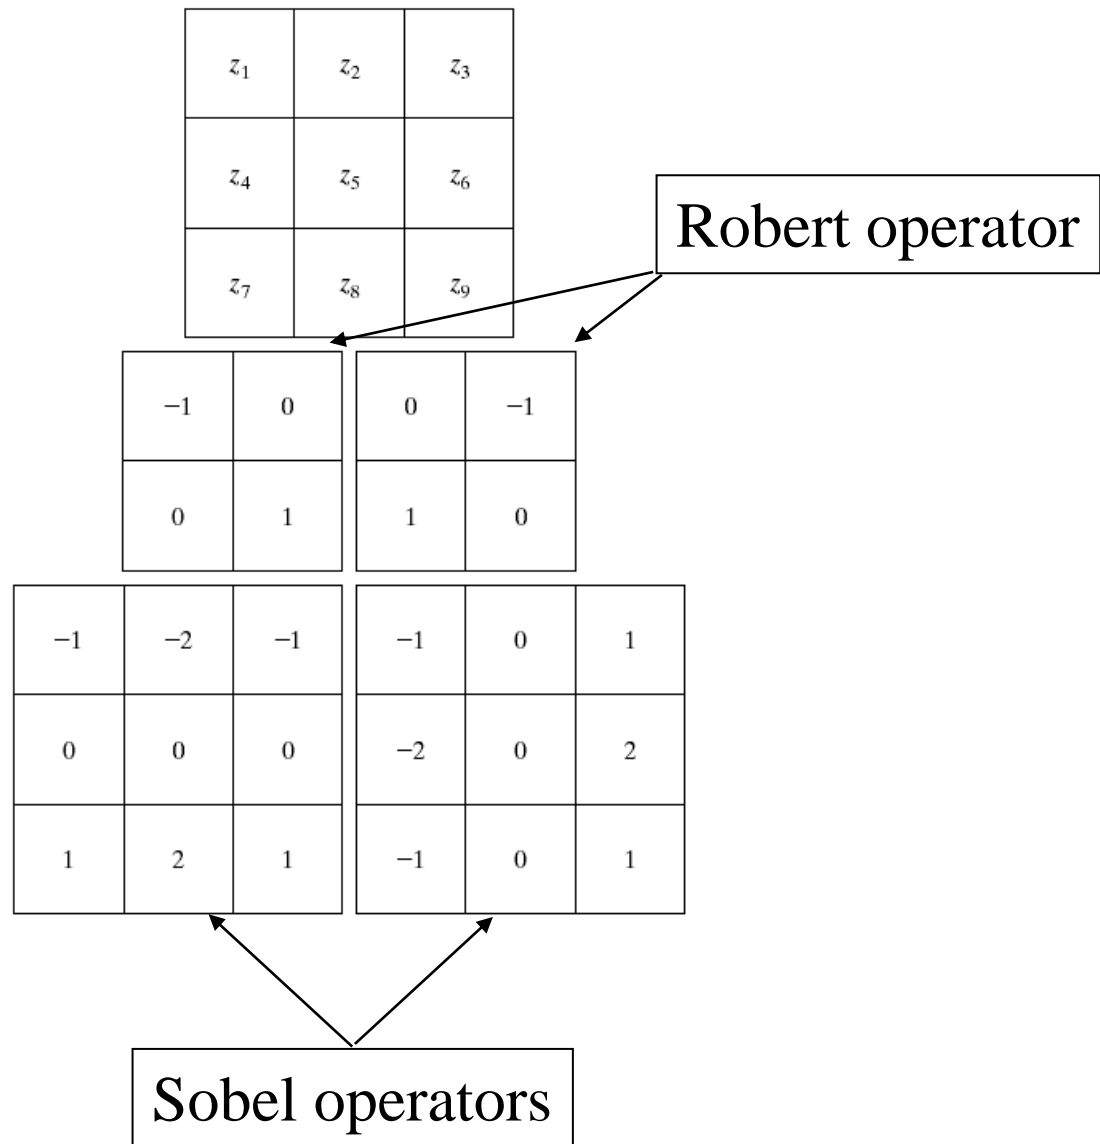 z₁ z₂ z₃
z₄ z₅ z₆
Robert operator
z₇ z₈ z₉
−1 0 0 −1
0 1 1 0
−1 −2 −1 −1 0 1
0 0 0 −2 0 2
1 2 1 −1 0 1
Sobel operators